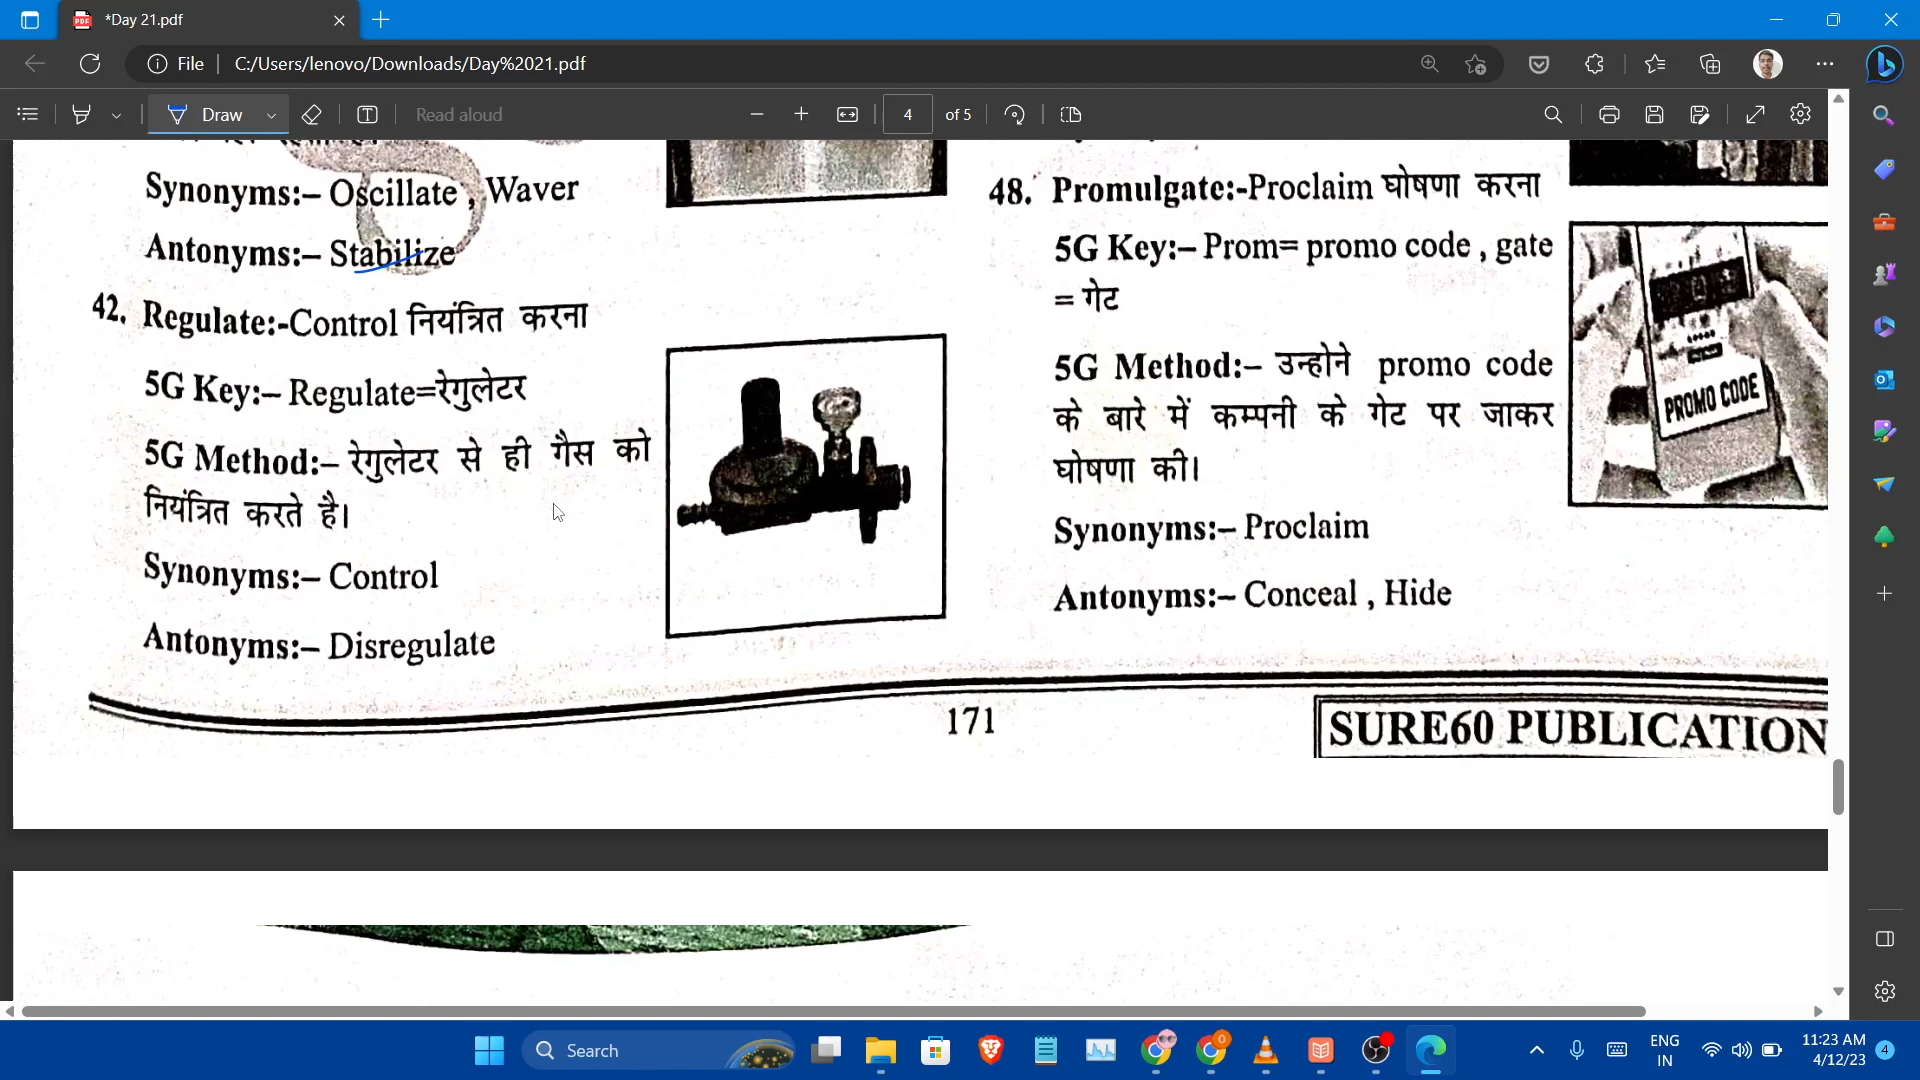 *Day 21.pdf
File
C:/Users/lenovo/Downloads/Day%2021.pdf
Draw
Read aloud
4 of 5
Synonyms:– Oscillate , Waver
Antonyms:– Stabilize
42. Regulate:-Control नियंत्रित करना
5G Key:– Regulate=रेगुलेटर
5G Method:– रेगुलेटर से ही गैस को
नियंत्रित करते है।
Synonyms:– Control
Antonyms:– Disregulate
48. Promulgate:-Proclaim घोषणा करना
5G Key:– Prom= promo code , gate
= गेट
5G Method:– उन्होने promo code
के बारे में कम्पनी के गेट पर जाकर
घोषणा की।
Synonyms:– Proclaim
Antonyms:– Conceal , Hide
PROMO CODE
171
SURE60 PUBLICATION
Search
ENG
IN
11:23 AM
4/12/23
4